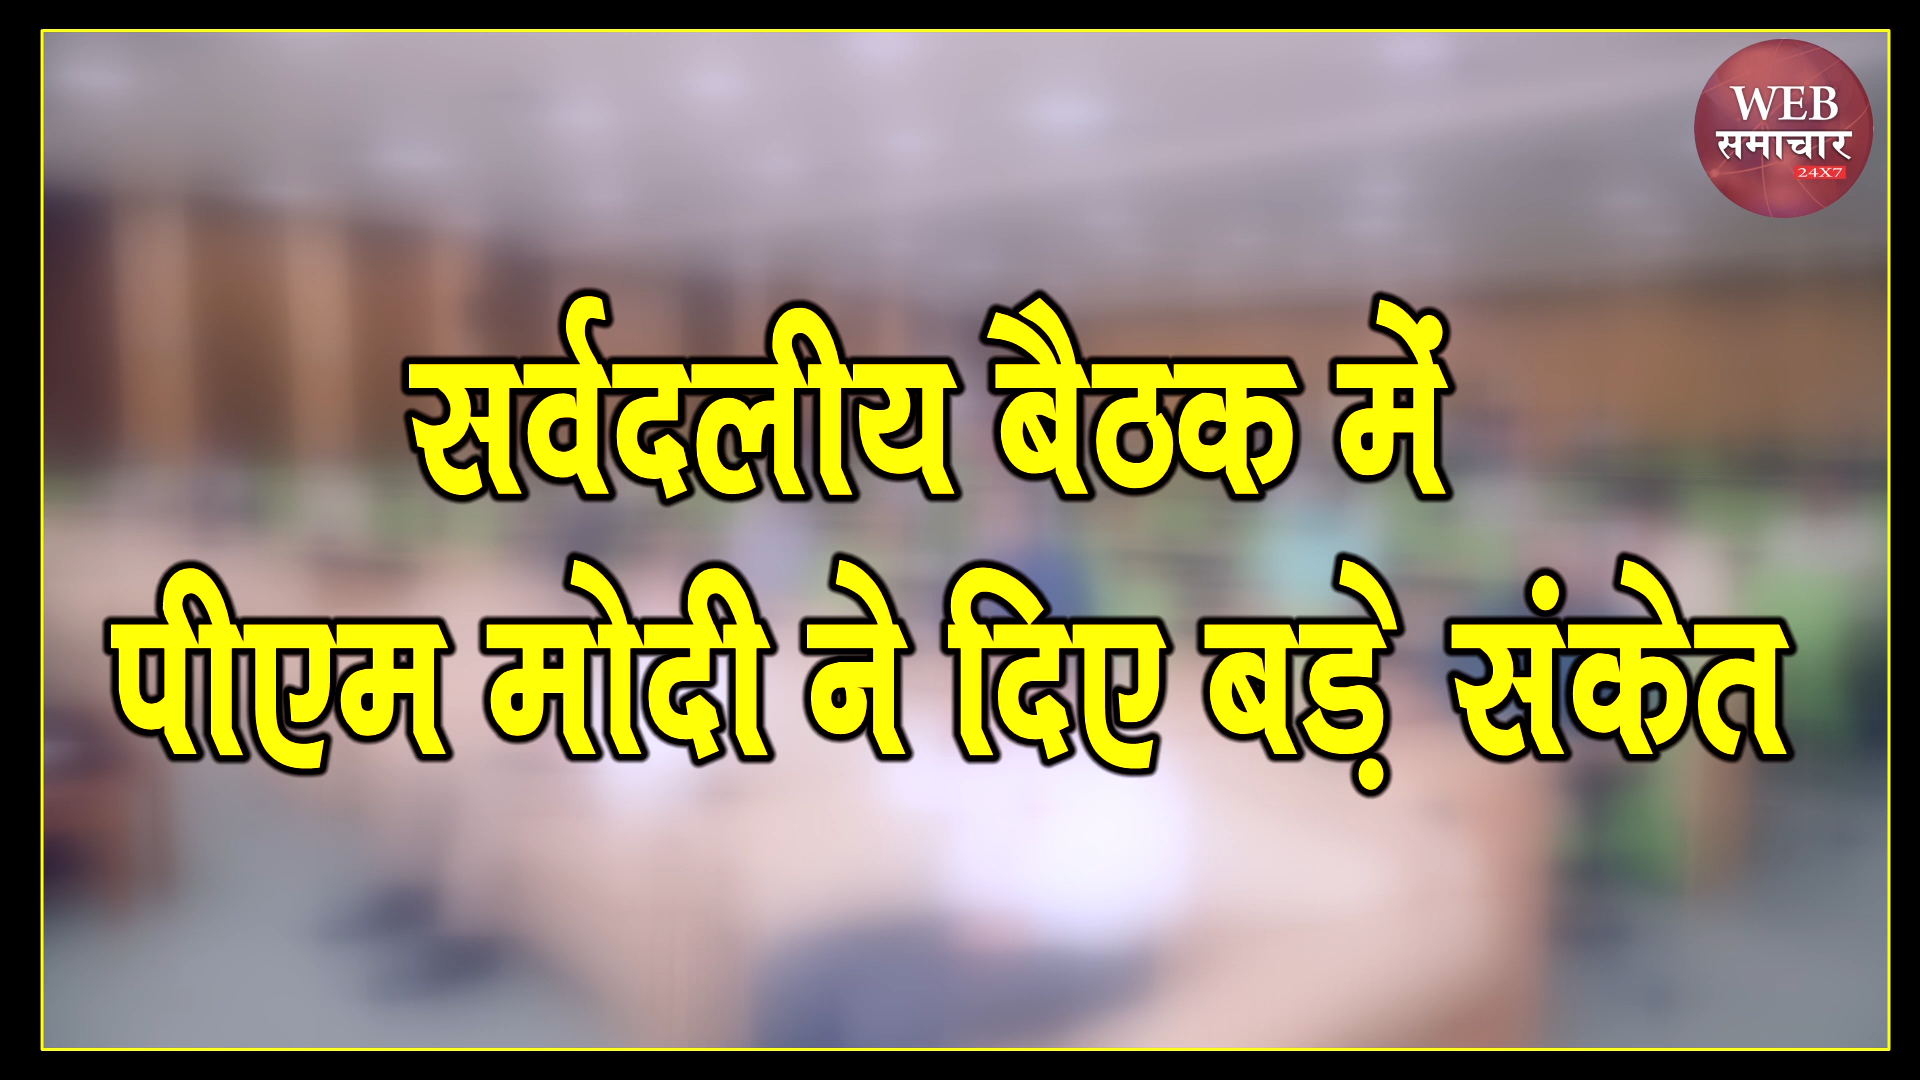 WEB
समाचार
24X7
सर्वदलीय बैठक में
पीएम मोदी ने दिए बड़े संकेत